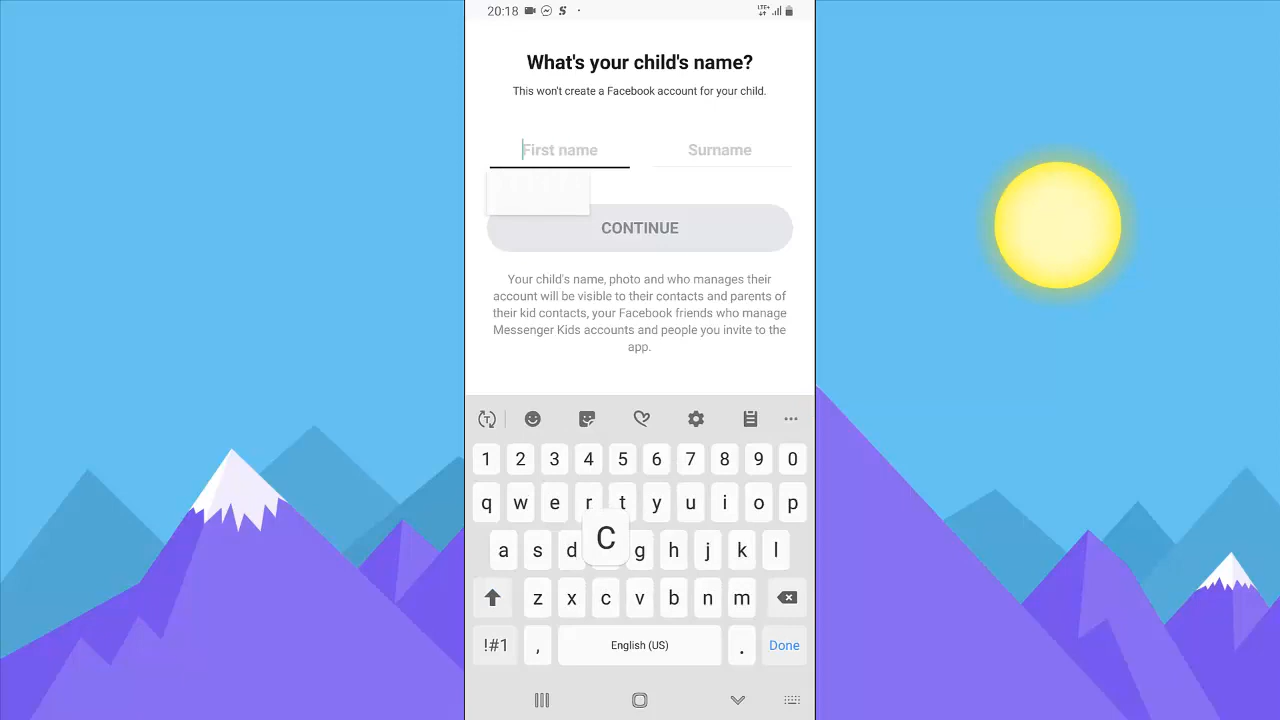 20:18
LTE+
What's your child's name?
This won't create a Facebook account for your child.
First name Surname
CONTINUE
Your child's name, photo and who manages their
account will be visible to their contacts and parents of
their kid contacts, your Facebook friends who manage
Messenger Kids accounts and people you invite to the
app.
1 2 3 4 5 6 7 8 9 0
q w e r t y u i o p
a s d C g h j k l
z x c v b n m
!#1 , English (US) . Done